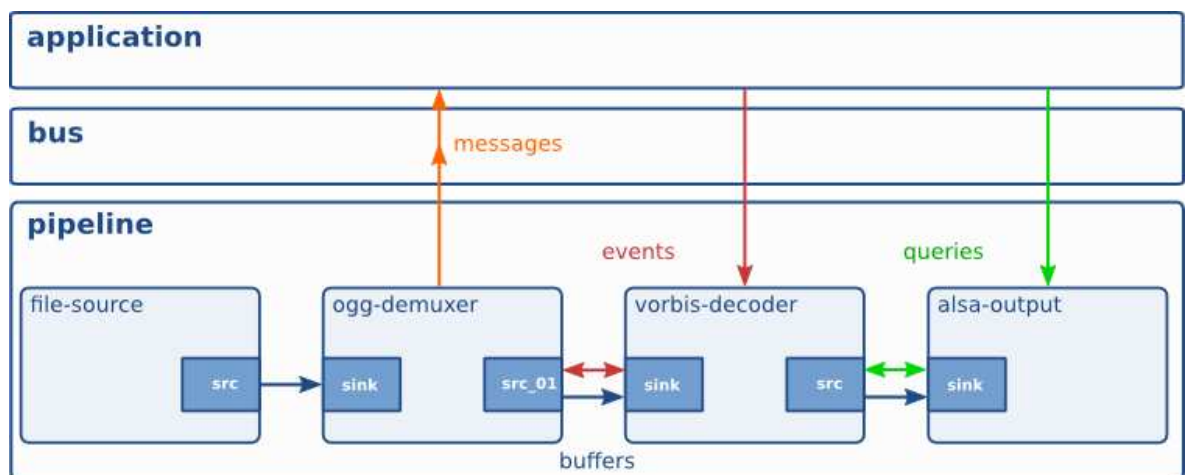 application
bus
messages
pipeline
events
queries
file-source
ogg-demuxer
vorbis-decoder
alsa-output
src
sink
src_01
sink
src
sink
buffers